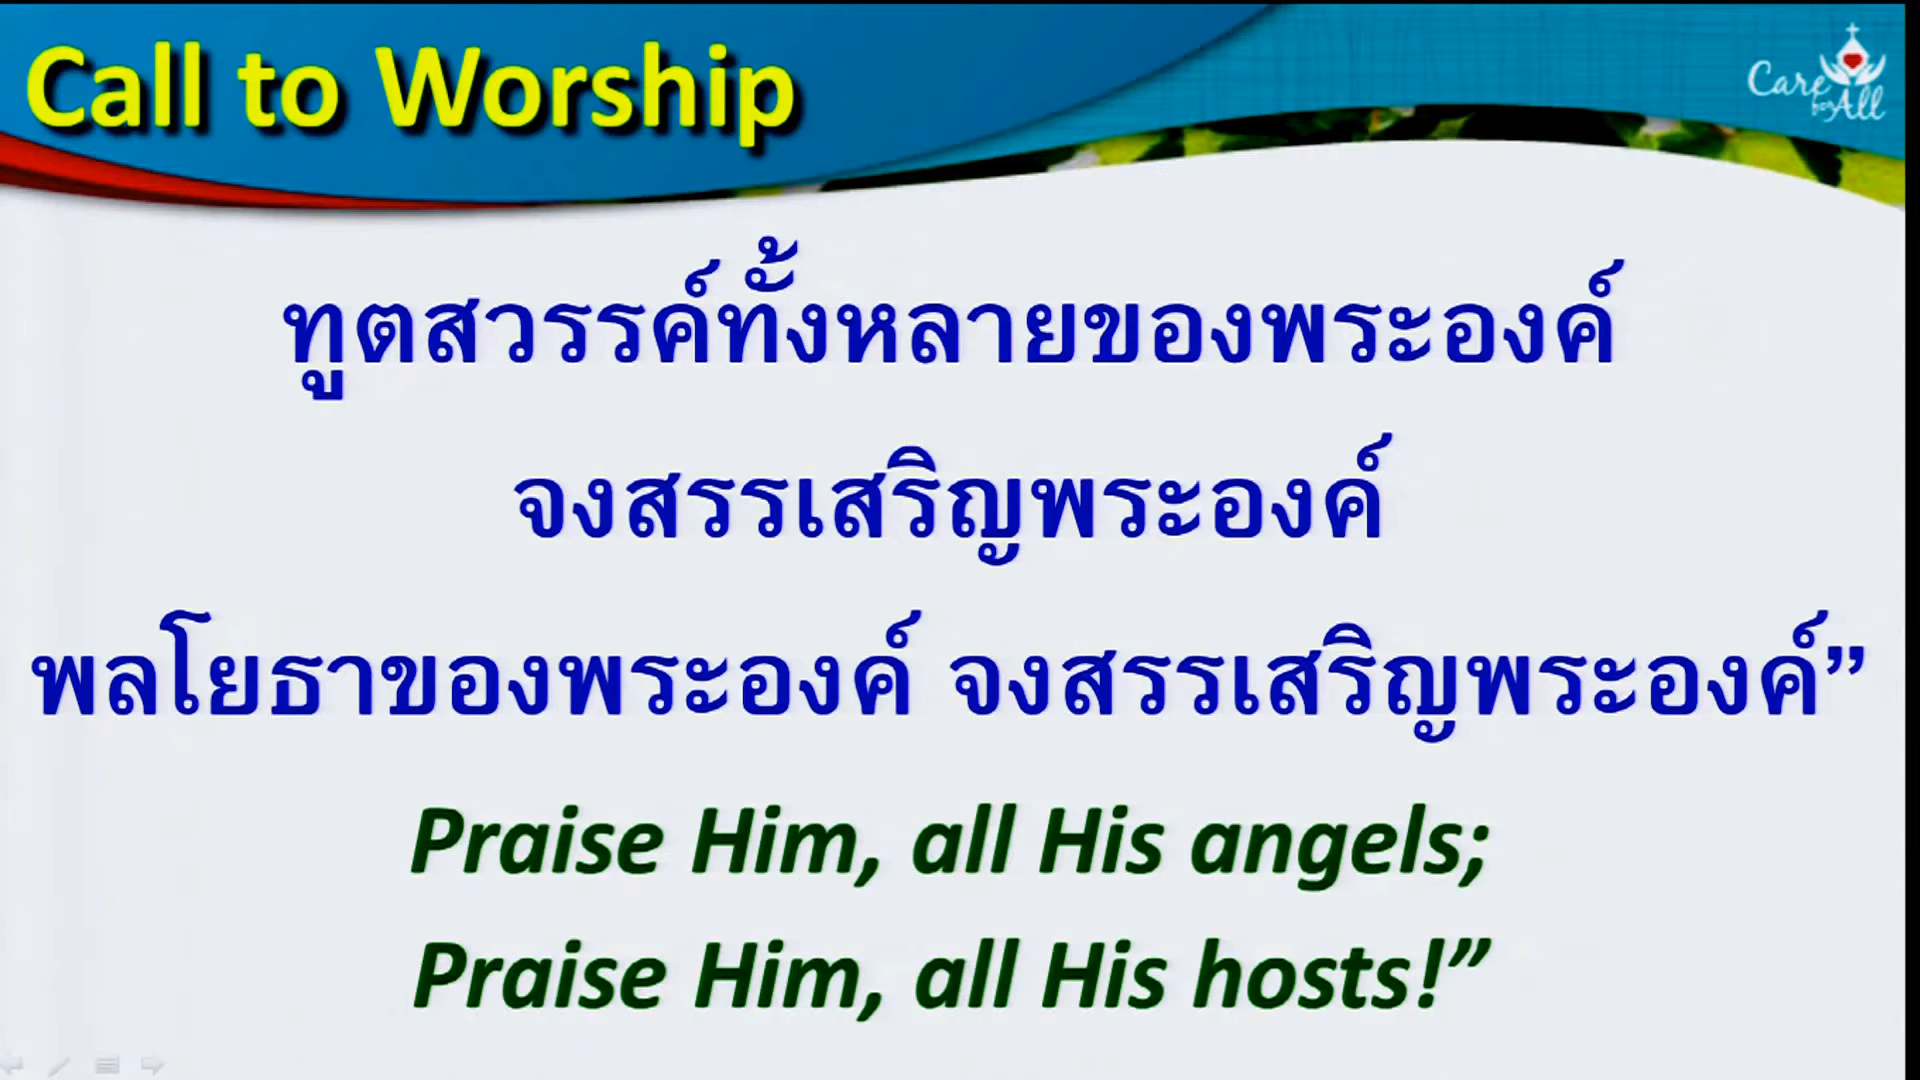 Call to Worship
Care for All
ทูตสวรรค์ทั้งหลายของพระองค์
จงสรรเสริญพระองค์
พลโยธาของพระองค์ จงสรรเสริญพระองค์”
Praise Him, all His angels;
Praise Him, all His hosts!”